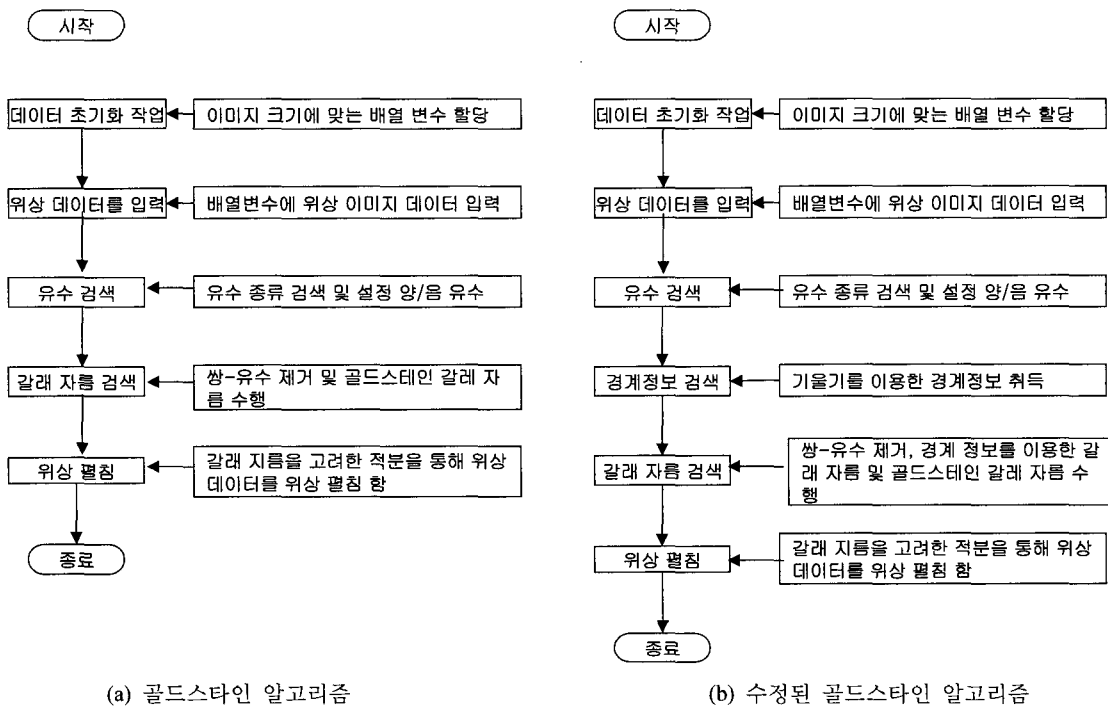 시작
데이터 초기화 작업
이미지 크기에 맞는 배열 변수 할당
위상 데이터를 입력
배열변수에 위상 이미지 데이터 입력
유수 검색
유수 종류 검색 및 설정 양/음 유수
갈래 자름 검색
쌍-유수 제거 및 골드스테인 갈레 자
름 수행
위상 펼침
갈래 지름을 고려한 적분을 통해 위상
데이터를 위상 펼침 함
종료
(a) 골드스타인 알고리즘
시작
데이터 초기화 작업
이미지 크기에 맞는 배열 변수 할당
위상 데이터를 입력
배열변수에 위상 이미지 데이터 입력
유수 검색
유수 종류 검색 및 설정 양/음 유수
경계정보 검색
기울기를 이용한 경계정보 취득
갈래 자름 검색
쌍-유수 제거, 경계 정보를 이용한 갈
래 자름 및 골드스테인 갈레 자름 수
행
위상 펼침
갈래 지름을 고려한 적분을 통해 위상
데이터를 위상 펼침 함
종료
(b) 수정된 골드스타인 알고리즘